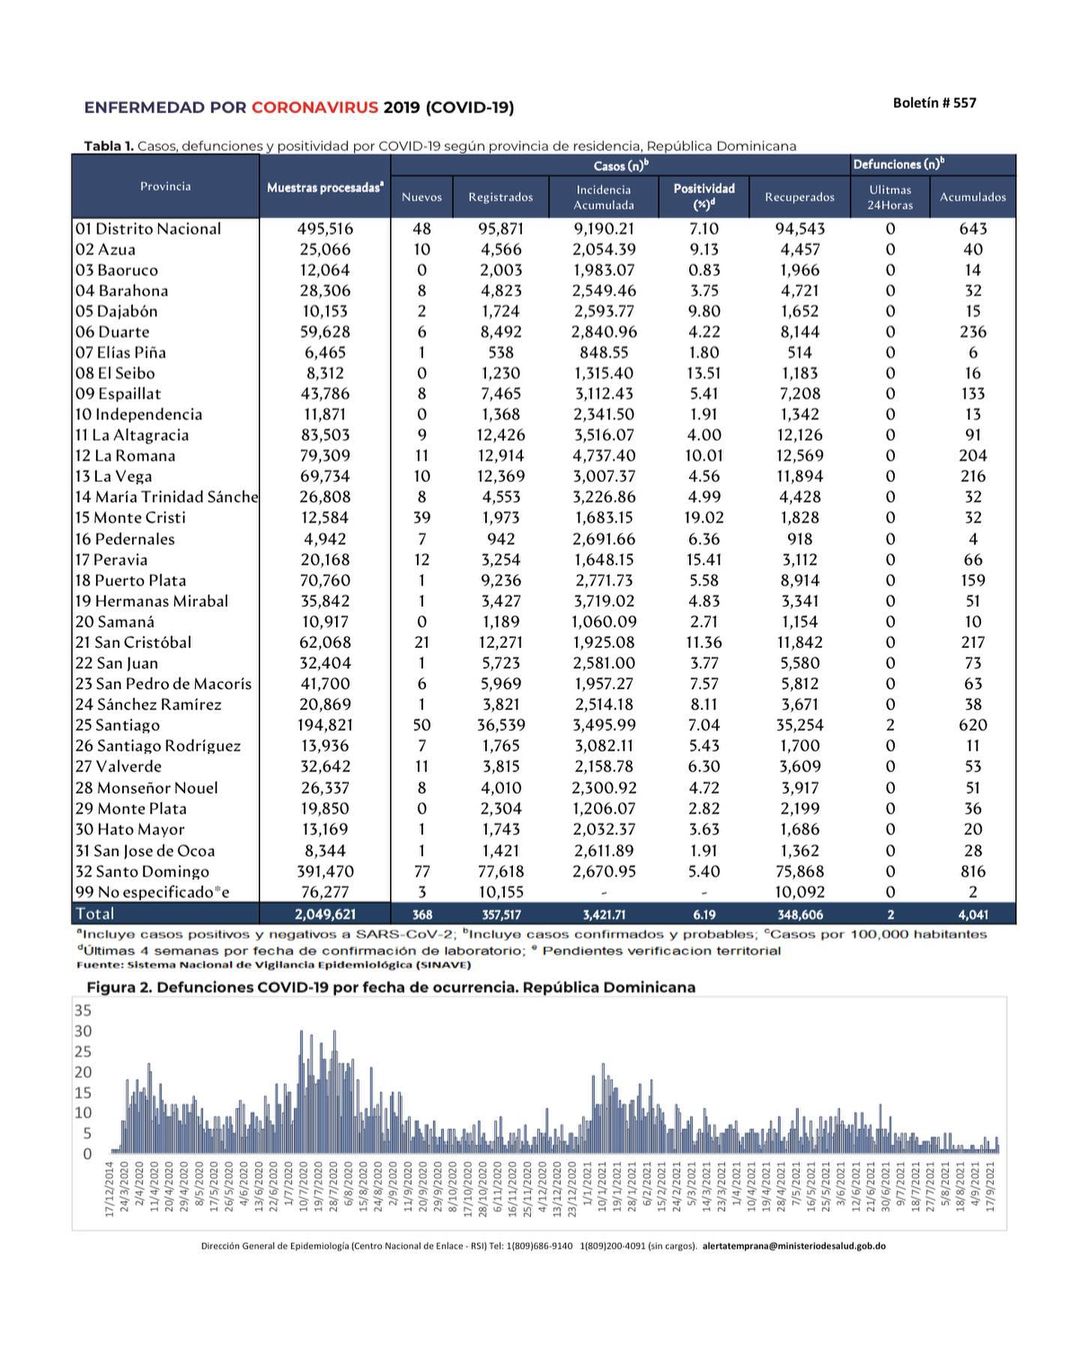 ENFERMEDAD POR CORONAVIRUS 2019 (COVID-19)
Boletín # 557
Tabla 1. Casos, defunciones y positividad por COVID-19 según provincia de residencia, República Dominicana
Provincia Muestras procesadasᵃ Casos (n)ᵇ Defunciones (n)ᵇ
Nuevos Registrados Incidencia Acumulada Positividad (%)ᵈ Recuperados Ulitmas 24Horas Acumulados
01 Distrito Nacional 495,516 48 95,871 9,190.21 7.10 94,543 0 643
02 Azua 25,066 10 4,566 2,054.39 9.13 4,457 0 40
03 Baoruco 12,064 0 2,003 1,983.07 0.83 1,966 0 14
04 Barahona 28,306 8 4,823 2,549.46 3.75 4,721 0 32
05 Dajabón 10,153 2 1,724 2,593.77 9.80 1,652 0 15
06 Duarte 59,628 6 8,492 2,840.96 4.22 8,144 0 236
07 Elías Piña 6,465 1 538 848.55 1.80 514 0 6
08 El Seibo 8,312 0 1,230 1,315.40 13.51 1,183 0 16
09 Espaillat 43,786 8 7,465 3,112.43 5.41 7,208 0 133
10 Independencia 11,871 0 1,368 2,341.50 1.91 1,342 0 13
11 La Altagracia 83,503 9 12,426 3,516.07 4.00 12,126 0 91
12 La Romana 79,309 11 12,914 4,737.40 10.01 12,569 0 204
13 La Vega 69,734 10 12,369 3,007.37 4.56 11,894 0 216
14 María Trinidad Sánche 26,808 8 4,553 3,226.86 4.99 4,428 0 32
15 Monte Cristi 12,584 39 1,973 1,683.15 19.02 1,828 0 32
16 Pedernales 4,942 7 942 2,691.66 6.36 918 0 4
17 Peravia 20,168 12 3,254 1,648.15 15.41 3,112 0 66
18 Puerto Plata 70,760 1 9,236 2,771.73 5.58 8,914 0 159
19 Hermanas Mirabal 35,842 1 3,427 3,719.02 4.83 3,341 0 51
20 Samaná 10,917 0 1,189 1,060.09 2.71 1,154 0 10
21 San Cristóbal 62,068 21 12,271 1,925.08 11.36 11,842 0 217
22 San Juan 32,404 1 5,723 2,581.00 3.77 5,580 0 73
23 San Pedro de Macorís 41,700 6 5,969 1,957.27 7.57 5,812 0 63
24 Sánchez Ramírez 20,869 1 3,821 2,514.18 8.11 3,671 0 38
25 Santiago 194,821 50 36,539 3,495.99 7.04 35,254 2 620
26 Santiago Rodríguez 13,936 7 1,765 3,082.11 5.43 1,700 0 11
27 Valverde 32,642 11 3,815 2,158.78 6.30 3,609 0 53
28 Monseñor Nouel 26,337 8 4,010 2,300.92 4.72 3,917 0 51
29 Monte Plata 19,850 0 2,304 1,206.07 2.82 2,199 0 36
30 Hato Mayor 13,169 1 1,743 2,032.37 3.63 1,686 0 20
31 San Jose de Ocoa 8,344 1 1,421 2,611.89 1.91 1,362 0 28
32 Santo Domingo 391,470 77 77,618 2,670.95 5.40 75,868 0 816
99 No especificado*e 76,277 3 10,155 - - 10,092 0 2
Total 2,049,621 368 357,517 3,421.71 6.19 348,606 2 4,041
ᵃIncluye casos positivos y negativos a SARS-CoV-2; ᵇIncluye casos confirmados y probables; ᶜCasos por 100,000 habitantes
ᵈÚltimas 4 semanas por fecha de confirmación de laboratorio; ᵉ Pendientes verificacion territorial
Fuente: Sistema Nacional de Vigilancia Epidemiológica (SINAVE)
Figura 2. Defunciones COVID-19 por fecha de ocurrencia. República Dominicana
35
30
25
20
15
10
5
0
17/12/2014 24/3/2020 2/4/2020 11/4/2020 20/4/2020 29/4/2020 8/5/2020 17/5/2020 26/5/2020 4/6/2020 13/6/2020 22/6/2020 1/7/2020 10/7/2020 19/7/2020 28/7/2020 6/8/2020 15/8/2020 24/8/2020 2/9/2020 11/9/2020 20/9/2020 29/9/2020 8/10/2020 17/10/2020 28/10/2020 6/11/2020 16/11/2020 25/11/2020 4/12/2020 13/12/2020 23/12/2020 1/1/2021 10/1/2021 19/1/2021 28/1/2021 6/2/2021 15/2/2021 24/2/2021 5/3/2021 14/3/2021 23/3/2021 1/4/2021 10/4/2021 19/4/2021 28/4/2021 7/5/2021 16/5/2021 25/5/2021 3/6/2021 12/6/2021 21/6/2021 30/6/2021 9/7/2021 18/7/2021 27/7/2021 5/8/2021 18/8/2021 4/9/2021 17/9/2021
Dirección General de Epidemiología (Centro Nacional de Enlace - RSI) Tel: 1(809)686-9140 1(809)200-4091 (sin cargos). alertatemprana@ministeriodesalud.gob.do